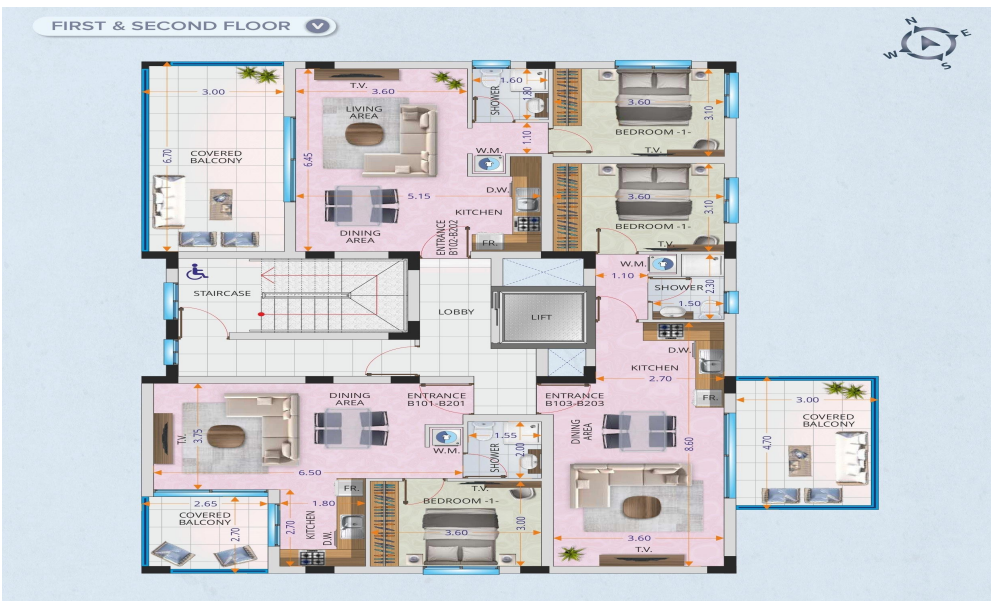 FIRST & SECOND FLOOR
N
E
W
S
3.00
6.70
COVERED
BALCONY
T.V.
3.60
LIVING
AREA
6.45
5.15
DINING
AREA
1.60
1.80
SHOWER
1.10
W.M.
D.W.
KITCHEN
FR.
ENTRANCE
B102-B202
3.60
3.10
BEDROOM -1-
T.V.
3.60
3.10
BEDROOM -1-
T.V.
STAIRCASE
LOBBY
LIFT
W.M.
1.10
SHOWER
2.30
1.50
D.W.
KITCHEN
2.70
FR.
ENTRANCE
B103-B203
DINING
AREA
8.60
3.60
T.V.
3.00
COVERED
BALCONY
4.70
DINING
AREA
ENTRANCE
B101-B201
T.V.
3.75
6.50
W.M.
SHOWER
1.55
2.00
2.65
COVERED
BALCONY
2.70
FR.
1.80
KITCHEN
D.W.
2.70
T.V.
BEDROOM -1-
3.60
3.00